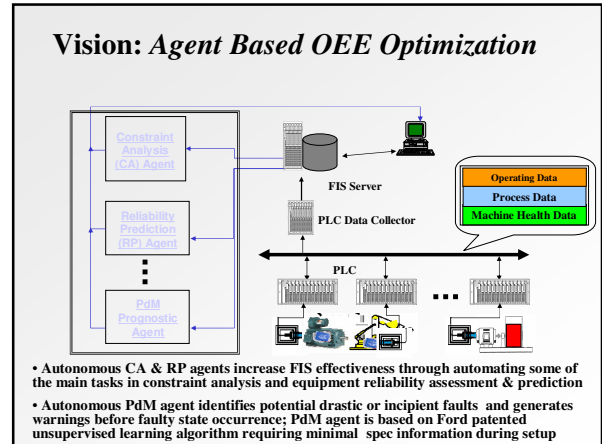 Vision: Agent Based OEE Optimization
Constraint
Analysis
(CA) Agent
Reliability
Prediction
(RP) Agent
PdM
Prognostic
Agent
FIS Server
PLC Data Collector
PLC
Operating Data
Process Data
Machine Health Data
• Autonomous CA & RP agents increase FIS effectiveness through automating some of
the main tasks in constraint analysis and equipment reliability assessment & prediction
• Autonomous PdM agent identifies potential drastic or incipient faults and generates
warnings before faulty state occurrence; PdM agent is based on Ford patented
unsupervised learning algorithm requiring minimal spec information during setup